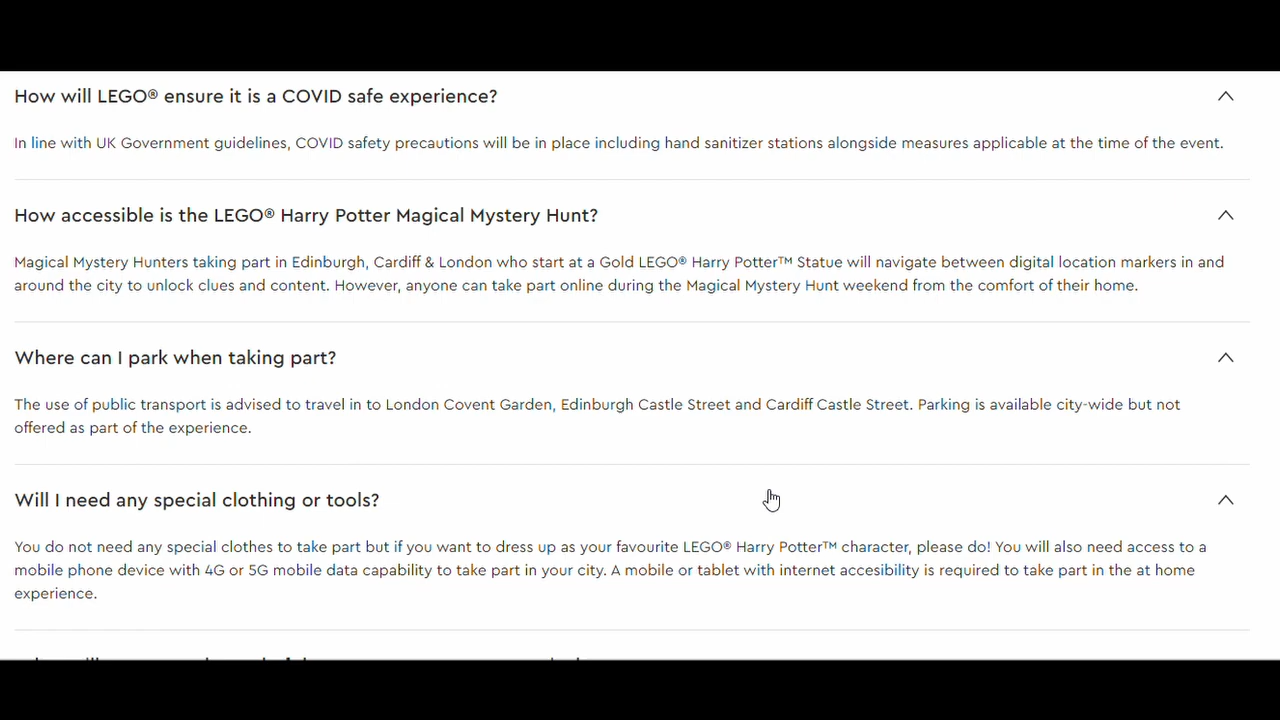 How will LEGO® ensure it is a COVID safe experience?
In line with UK Government guidelines, COVID safety precautions will be in place including hand sanitizer stations alongside measures applicable at the time of the event.
How accessible is the LEGO® Harry Potter Magical Mystery Hunt?
Magical Mystery Hunters taking part in Edinburgh, Cardiff & London who start at a Gold LEGO® Harry Potter™ Statue will navigate between digital location markers in and
around the city to unlock clues and content. However, anyone can take part online during the Magical Mystery Hunt weekend from the comfort of their home.
Where can I park when taking part?
The use of public transport is advised to travel in to London Covent Garden, Edinburgh Castle Street and Cardiff Castle Street. Parking is available city-wide but not
offered as part of the experience.
Will I need any special clothing or tools?
You do not need any special clothes to take part but if you want to dress up as your favourite LEGO® Harry Potter™ character, please do! You will also need access to a
mobile phone device with 4G or 5G mobile data capability to take part in your city. A mobile or tablet with internet accesibility is required to take part in the at home
experience.